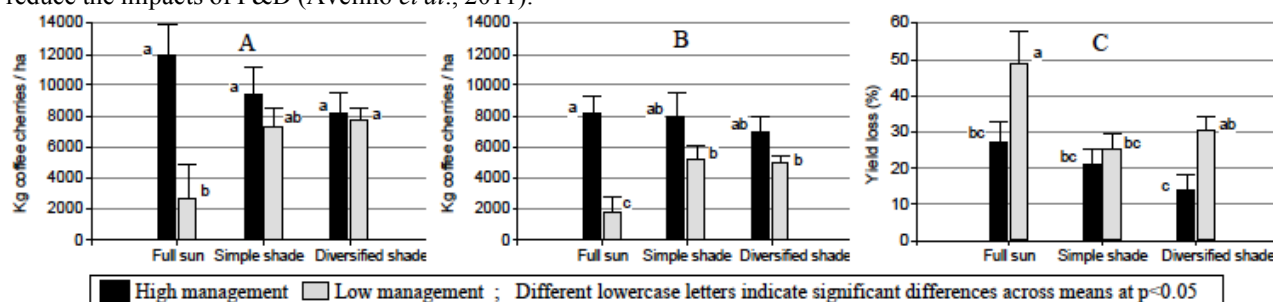 reduce the impacts of P&D (Avelino et al., 2011).
A
Kg coffee cherries / ha
14000
12000
10000
8000
6000
4000
2000
0
a
b
a
ab
a
a
Full sun Simple shade Diversified shade
B
Kg coffee cherries / ha
14000
12000
10000
8000
6000
4000
2000
0
a
c
ab
b
ab
b
Full sun Simple shade Diversified shade
C
Yield loss (%)
60
50
40
30
20
10
0
bc
a
bc
bc
c
ab
Full sun Simple shade Diversified shade
High management Low management ; Different lowercase letters indicate significant differences across means at p<0.05